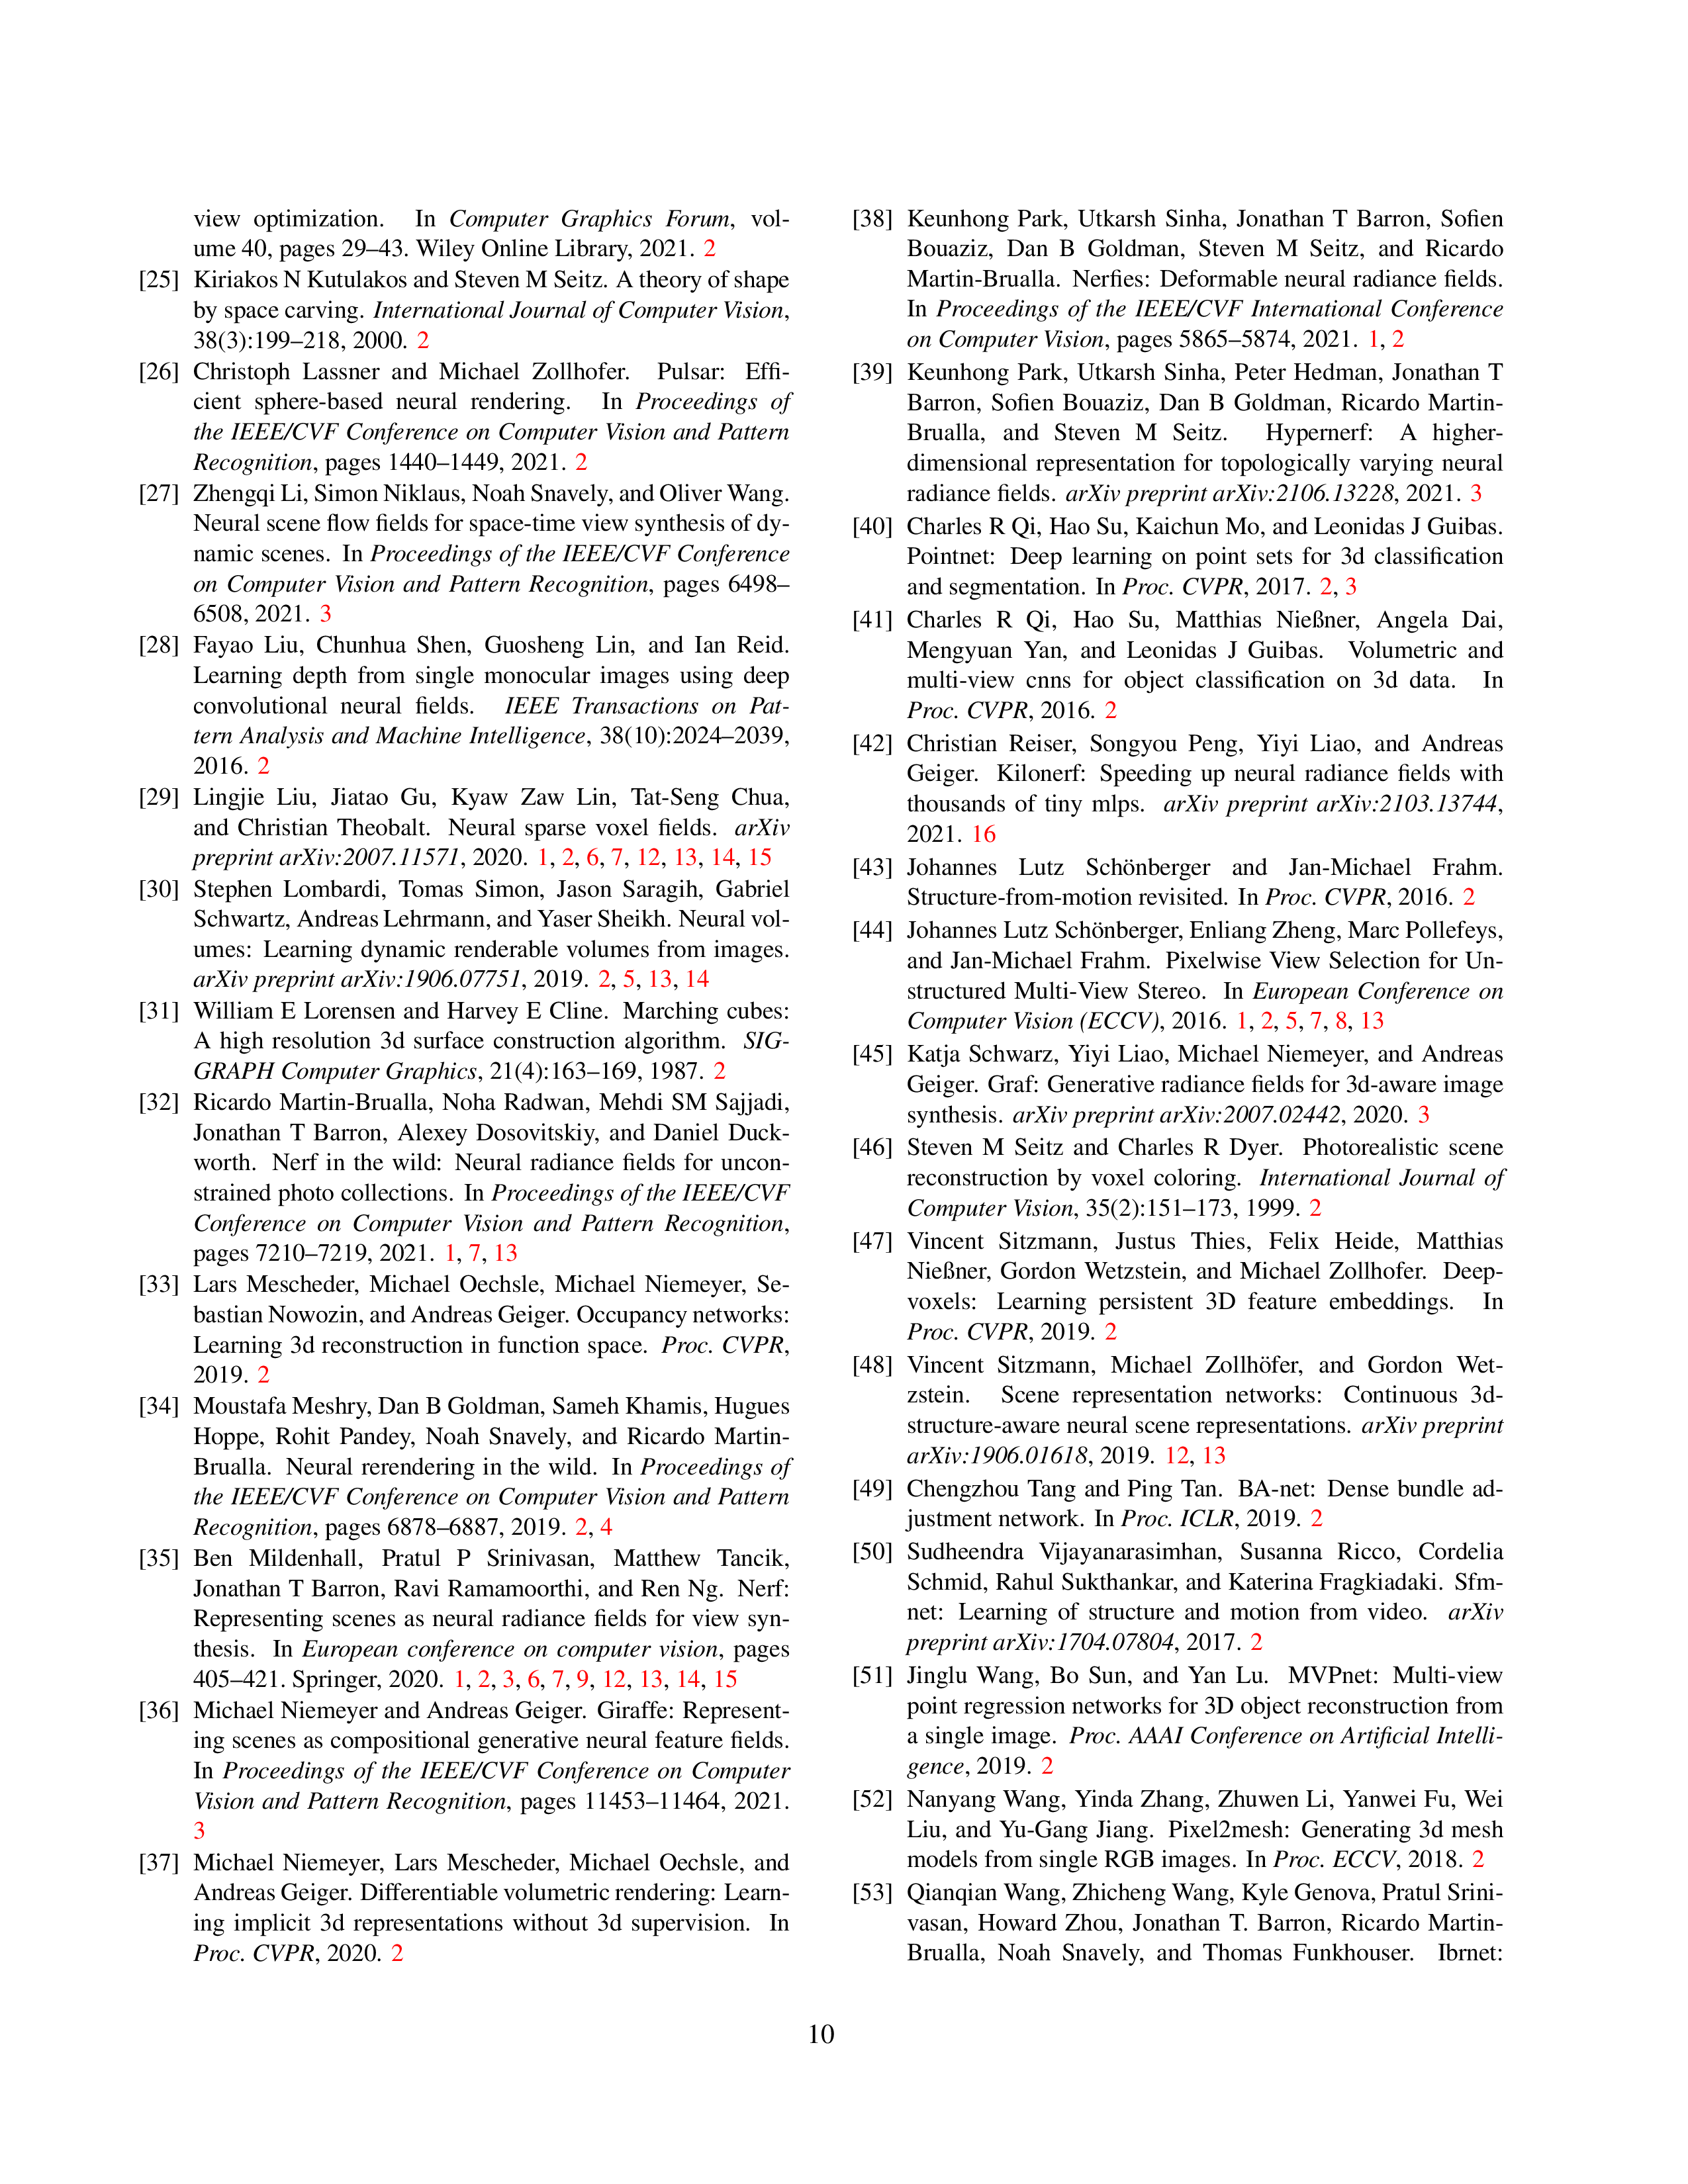 view optimization. In Computer Graphics Forum, vol-
ume 40, pages 29–43. Wiley Online Library, 2021. 2
[25] Kiriakos N Kutulakos and Steven M Seitz. A theory of shape
by space carving. International Journal of Computer Vision,
38(3):199–218, 2000. 2
[26] Christoph Lassner and Michael Zollhofer. Pulsar: Effi-
cient sphere-based neural rendering. In Proceedings of
the IEEE/CVF Conference on Computer Vision and Pattern
Recognition, pages 1440–1449, 2021. 2
[27] Zhengqi Li, Simon Niklaus, Noah Snavely, and Oliver Wang.
Neural scene flow fields for space-time view synthesis of dy-
namic scenes. In Proceedings of the IEEE/CVF Conference
on Computer Vision and Pattern Recognition, pages 6498–
6508, 2021. 3
[28] Fayao Liu, Chunhua Shen, Guosheng Lin, and Ian Reid.
Learning depth from single monocular images using deep
convolutional neural fields. IEEE Transactions on Pat-
tern Analysis and Machine Intelligence, 38(10):2024–2039,
2016. 2
[29] Lingjie Liu, Jiatao Gu, Kyaw Zaw Lin, Tat-Seng Chua,
and Christian Theobalt. Neural sparse voxel fields. arXiv
preprint arXiv:2007.11571, 2020. 1, 2, 6, 7, 12, 13, 14, 15
[30] Stephen Lombardi, Tomas Simon, Jason Saragih, Gabriel
Schwartz, Andreas Lehrmann, and Yaser Sheikh. Neural vol-
umes: Learning dynamic renderable volumes from images.
arXiv preprint arXiv:1906.07751, 2019. 2, 5, 13, 14
[31] William E Lorensen and Harvey E Cline. Marching cubes:
A high resolution 3d surface construction algorithm. SIG-
GRAPH Computer Graphics, 21(4):163–169, 1987. 2
[32] Ricardo Martin-Brualla, Noha Radwan, Mehdi SM Sajjadi,
Jonathan T Barron, Alexey Dosovitskiy, and Daniel Duck-
worth. Nerf in the wild: Neural radiance fields for uncon-
strained photo collections. In Proceedings of the IEEE/CVF
Conference on Computer Vision and Pattern Recognition,
pages 7210–7219, 2021. 1, 7, 13
[33] Lars Mescheder, Michael Oechsle, Michael Niemeyer, Se-
bastian Nowozin, and Andreas Geiger. Occupancy networks:
Learning 3d reconstruction in function space. Proc. CVPR,
2019. 2
[34] Moustafa Meshry, Dan B Goldman, Sameh Khamis, Hugues
Hoppe, Rohit Pandey, Noah Snavely, and Ricardo Martin-
Brualla. Neural rerendering in the wild. In Proceedings of
the IEEE/CVF Conference on Computer Vision and Pattern
Recognition, pages 6878–6887, 2019. 2, 4
[35] Ben Mildenhall, Pratul P Srinivasan, Matthew Tancik,
Jonathan T Barron, Ravi Ramamoorthi, and Ren Ng. Nerf:
Representing scenes as neural radiance fields for view syn-
thesis. In European conference on computer vision, pages
405–421. Springer, 2020. 1, 2, 3, 6, 7, 9, 12, 13, 14, 15
[36] Michael Niemeyer and Andreas Geiger. Giraffe: Represent-
ing scenes as compositional generative neural feature fields.
In Proceedings of the IEEE/CVF Conference on Computer
Vision and Pattern Recognition, pages 11453–11464, 2021.
3
[37] Michael Niemeyer, Lars Mescheder, Michael Oechsle, and
Andreas Geiger. Differentiable volumetric rendering: Learn-
ing implicit 3d representations without 3d supervision. In
Proc. CVPR, 2020. 2
[38] Keunhong Park, Utkarsh Sinha, Jonathan T Barron, Sofien
Bouaziz, Dan B Goldman, Steven M Seitz, and Ricardo
Martin-Brualla. Nerfies: Deformable neural radiance fields.
In Proceedings of the IEEE/CVF International Conference
on Computer Vision, pages 5865–5874, 2021. 1, 2
[39] Keunhong Park, Utkarsh Sinha, Peter Hedman, Jonathan T
Barron, Sofien Bouaziz, Dan B Goldman, Ricardo Martin-
Brualla, and Steven M Seitz. Hypernerf: A higher-
dimensional representation for topologically varying neural
radiance fields. arXiv preprint arXiv:2106.13228, 2021. 3
[40] Charles R Qi, Hao Su, Kaichun Mo, and Leonidas J Guibas.
Pointnet: Deep learning on point sets for 3d classification
and segmentation. In Proc. CVPR, 2017. 2, 3
[41] Charles R Qi, Hao Su, Matthias Nießner, Angela Dai,
Mengyuan Yan, and Leonidas J Guibas. Volumetric and
multi-view cnns for object classification on 3d data. In
Proc. CVPR, 2016. 2
[42] Christian Reiser, Songyou Peng, Yiyi Liao, and Andreas
Geiger. Kilonerf: Speeding up neural radiance fields with
thousands of tiny mlps. arXiv preprint arXiv:2103.13744,
2021. 16
[43] Johannes Lutz Schönberger and Jan-Michael Frahm.
Structure-from-motion revisited. In Proc. CVPR, 2016. 2
[44] Johannes Lutz Schönberger, Enliang Zheng, Marc Pollefeys,
and Jan-Michael Frahm. Pixelwise View Selection for Un-
structured Multi-View Stereo. In European Conference on
Computer Vision (ECCV), 2016. 1, 2, 5, 7, 8, 13
[45] Katja Schwarz, Yiyi Liao, Michael Niemeyer, and Andreas
Geiger. Graf: Generative radiance fields for 3d-aware image
synthesis. arXiv preprint arXiv:2007.02442, 2020. 3
[46] Steven M Seitz and Charles R Dyer. Photorealistic scene
reconstruction by voxel coloring. International Journal of
Computer Vision, 35(2):151–173, 1999. 2
[47] Vincent Sitzmann, Justus Thies, Felix Heide, Matthias
Nießner, Gordon Wetzstein, and Michael Zollhofer. Deep-
voxels: Learning persistent 3D feature embeddings. In
Proc. CVPR, 2019. 2
[48] Vincent Sitzmann, Michael Zollhöfer, and Gordon Wet-
zstein. Scene representation networks: Continuous 3d-
structure-aware neural scene representations. arXiv preprint
arXiv:1906.01618, 2019. 12, 13
[49] Chengzhou Tang and Ping Tan. BA-net: Dense bundle ad-
justment network. In Proc. ICLR, 2019. 2
[50] Sudheendra Vijayanarasimhan, Susanna Ricco, Cordelia
Schmid, Rahul Sukthankar, and Katerina Fragkiadaki. Sfm-
net: Learning of structure and motion from video. arXiv
preprint arXiv:1704.07804, 2017. 2
[51] Jinglu Wang, Bo Sun, and Yan Lu. MVPnet: Multi-view
point regression networks for 3D object reconstruction from
a single image. Proc. AAAI Conference on Artificial Intelli-
gence, 2019. 2
[52] Nanyang Wang, Yinda Zhang, Zhuwen Li, Yanwei Fu, Wei
Liu, and Yu-Gang Jiang. Pixel2mesh: Generating 3d mesh
models from single RGB images. In Proc. ECCV, 2018. 2
[53] Qianqian Wang, Zhicheng Wang, Kyle Genova, Pratul Srini-
vasan, Howard Zhou, Jonathan T. Barron, Ricardo Martin-
Brualla, Noah Snavely, and Thomas Funkhouser. Ibrnet:
10